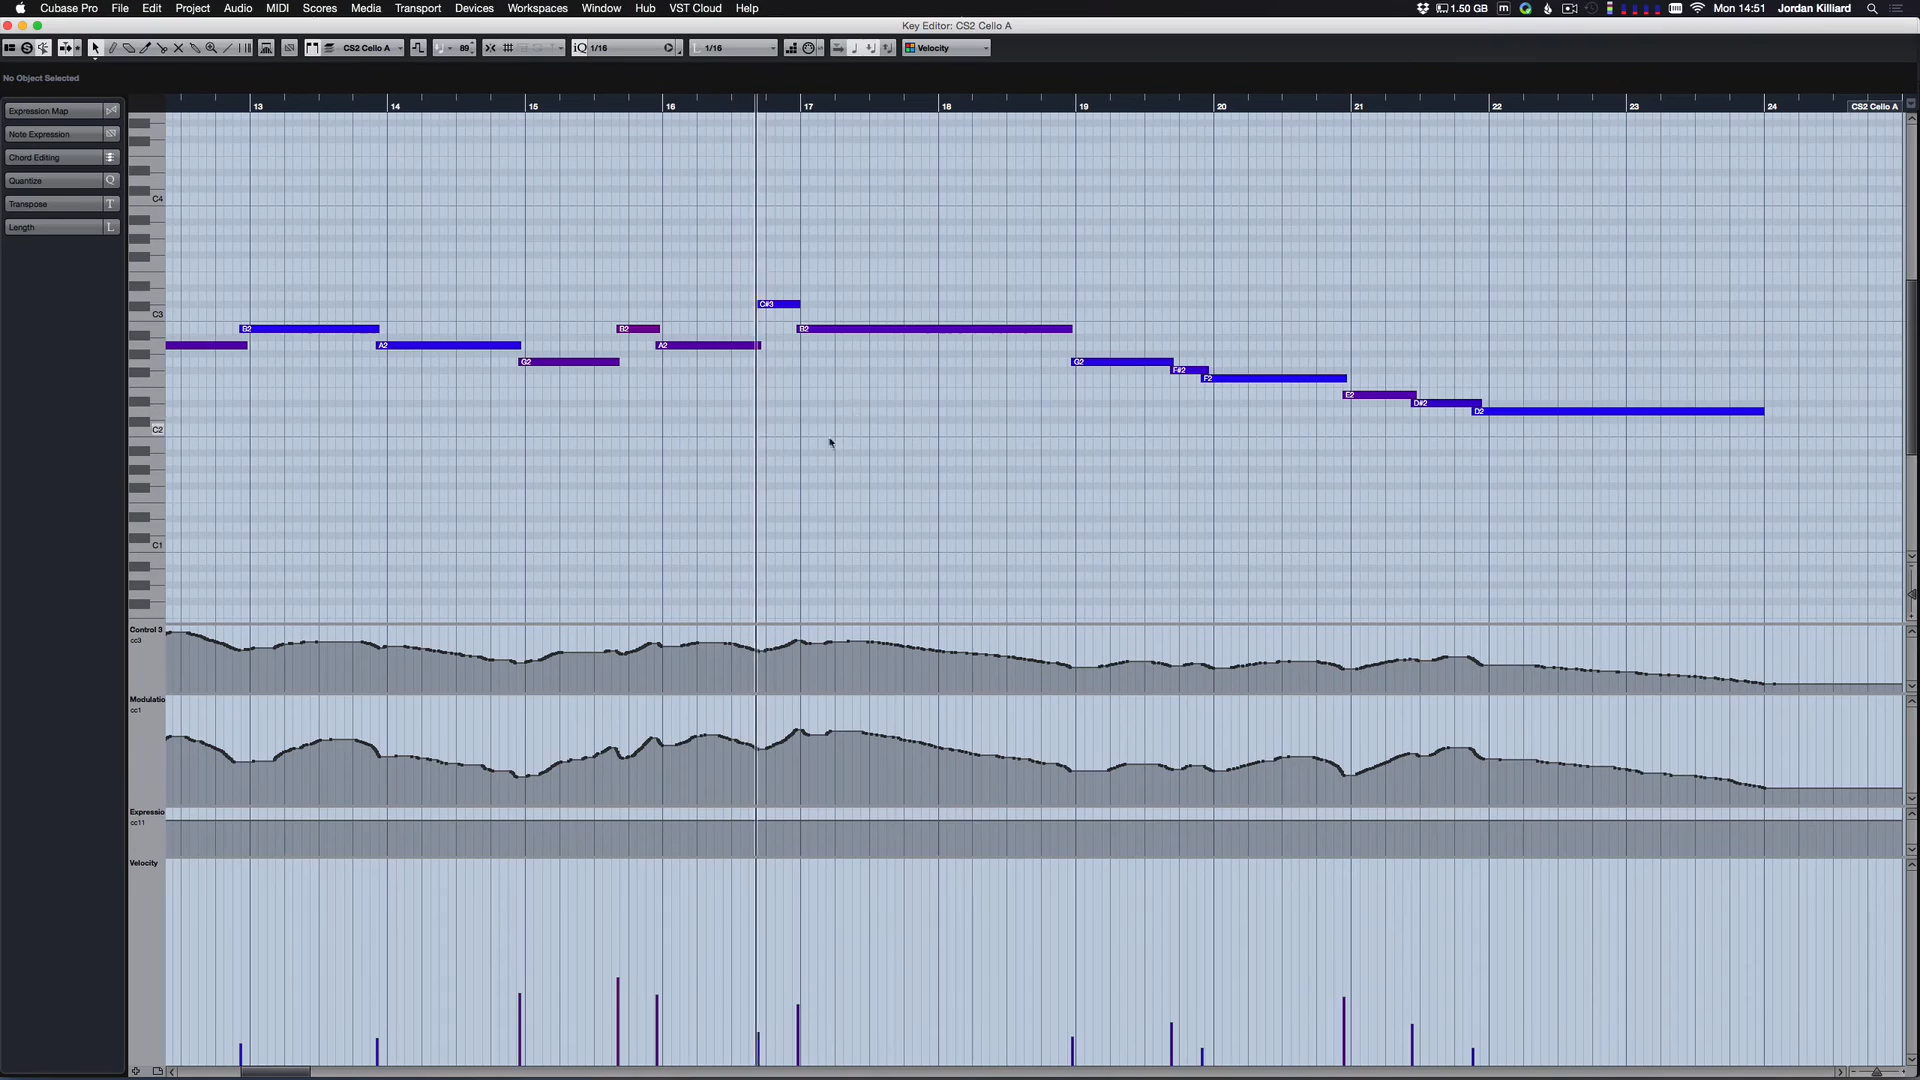 Cubase Pro File Edit Project Audio MIDI Scores Media Transport Devices Workspaces Window Hub VST Cloud Help 1.50 GB Mon 14:51 Jordan Killiard
Key Editor: CS2 Cello A
CS2 Cello A 89 iQ 1/16 1/16 Velocity
No Object Selected
13 14 15 16 17 18 19 20 21 22 23 24 CS2 Cello A
Expression Map
Note Expression
Chord Editing
Quantize Q
Transpose T
Length L
C4
C#3
C3
B2 B2 B2
A2 A2
G2 G2
F#2
F2
E2
D#2
D2
C2
C1
Control 3
cc3
Modulatio
cc1
Expressio
cc11
Velocity